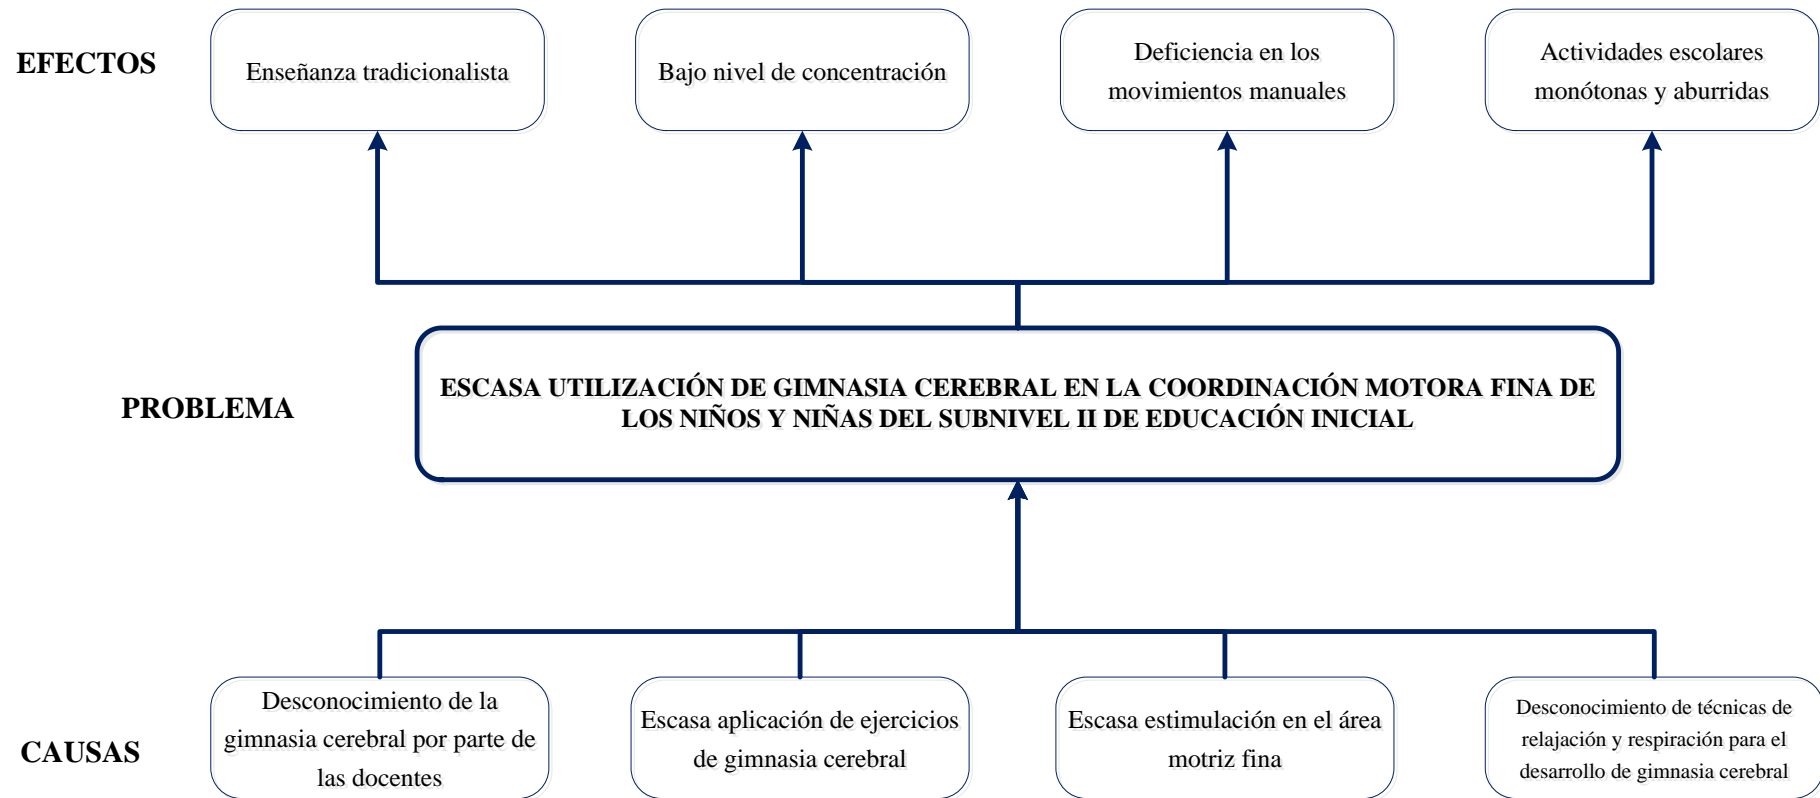 EFECTOS
Enseñanza tradicionalista
Bajo nivel de concentración
Deficiencia en los
movimientos manuales
Actividades escolares
monótonas y aburridas
PROBLEMA
ESCASA UTILIZACIÓN DE GIMNASIA CEREBRAL EN LA COORDINACIÓN MOTORA FINA DE
LOS NIÑOS Y NIÑAS DEL SUBNIVEL II DE EDUCACIÓN INICIAL
CAUSAS
Desconocimiento de la
gimnasia cerebral por parte de
las docentes
Escasa aplicación de ejercicios
de gimnasia cerebral
Escasa estimulación en el área
motriz fina
Desconocimiento de técnicas de
relajación y respiración para el
desarrollo de gimnasia cerebral